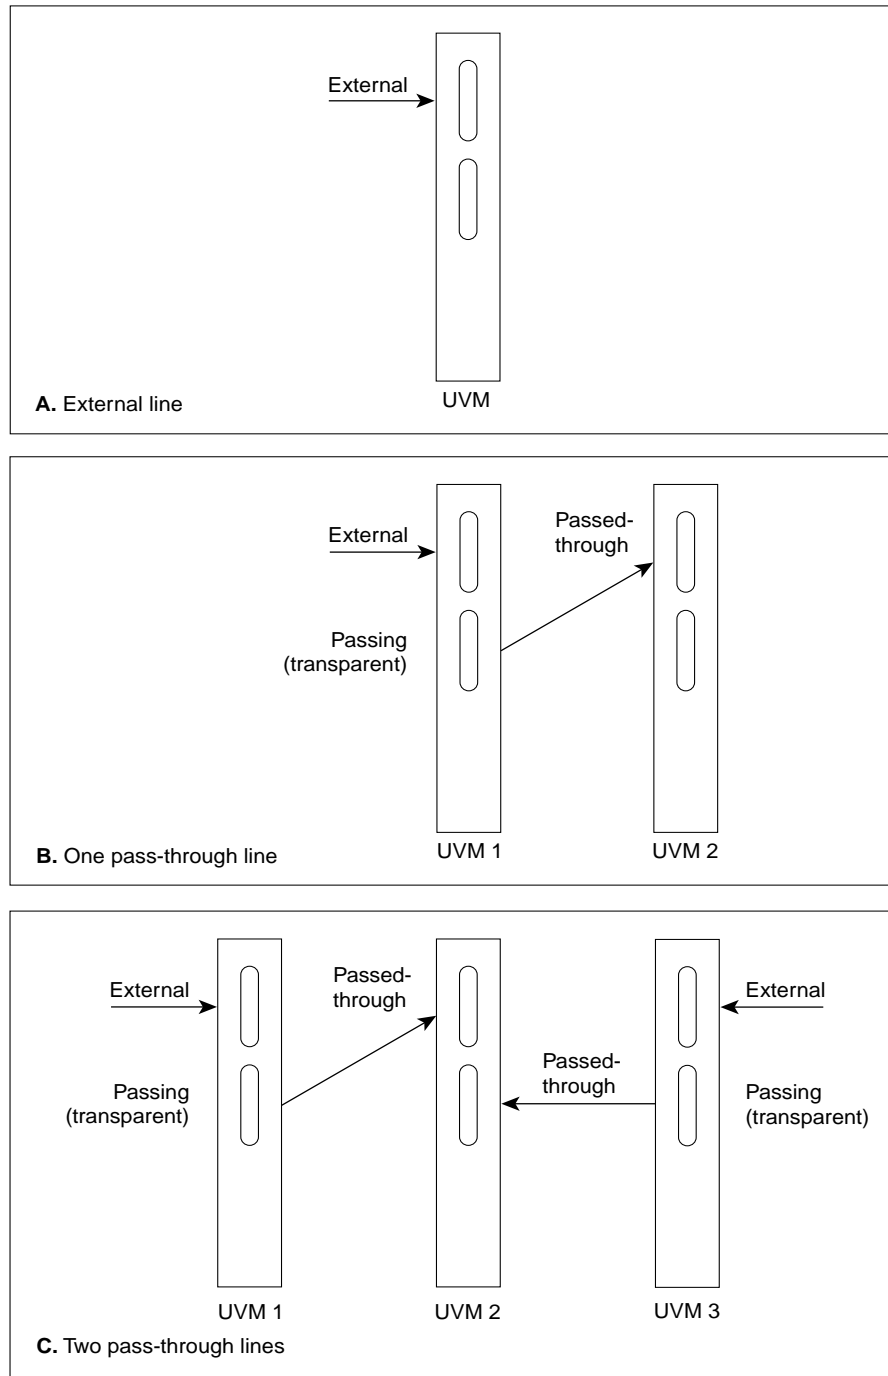 External
UVM
A. External line
External
Passed-
through
Passing
(transparent)
UVM 1
UVM 2
B. One pass-through line
External
Passed-
through
External
Passed-
through
Passing
(transparent)
Passing
(transparent)
UVM 1
UVM 2
UVM 3
C. Two pass-through lines